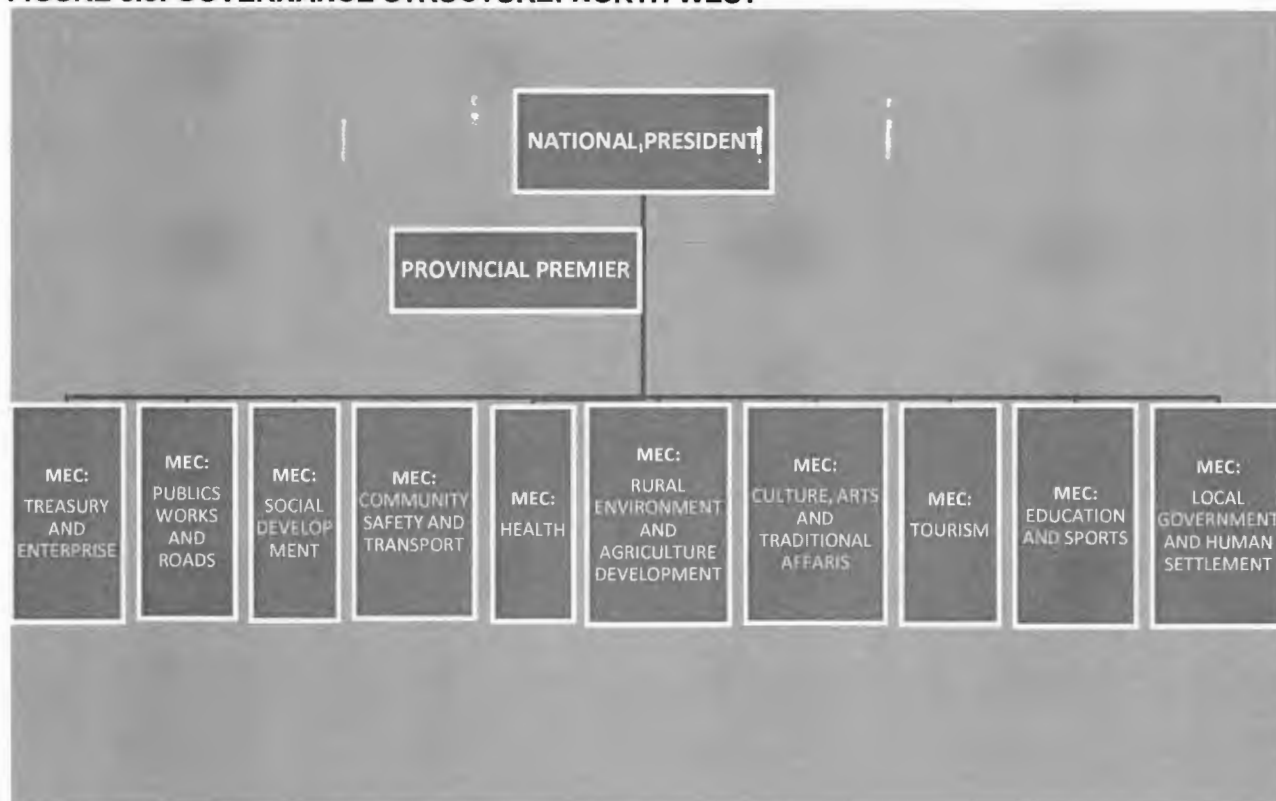 NATIONAL PRESIDENT
PROVINCIAL PREMIER
MEC:
TREASURY
AND
ENTERPRISE
MEC:
PUBLICS
WORKS
AND
ROADS
MEC:
SOCIAL
DEVELOP
MENT
MEC:
COMMUNITY
SAFETY AND
TRANSPORT
MEC:
HEALTH
MEC:
RURAL
ENVIRONMENT
AND
AGRICULTURE
DEVELOPMENT
MEC:
CULTURE, ARTS
AND
TRADITIONAL
AFFARIS
MEC:
TOURISM
MEC:
EDUCATION
AND SPORTS
MEC:
LOCAL
GOVERNMENT
AND HUMAN
SETTLEMENT